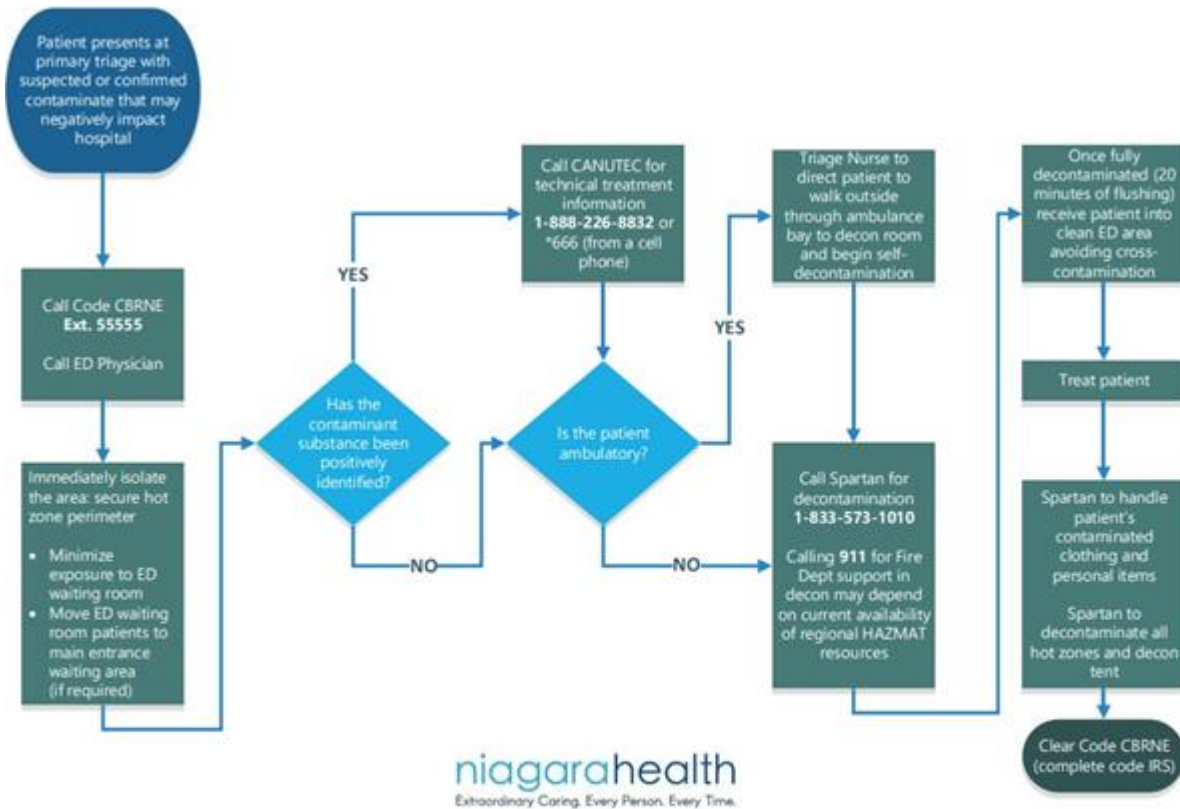 Patient presents at
primary triage with
suspected or confirmed
contaminate that may
negatively impact
hospital
Call Code CBRNE
Ext. 55555
Call ED Physician
Immediately isolate
the area: secure hot
zone perimeter
• Minimize
exposure to ED
waiting room
• Move ED waiting
room patients to
main entrance
waiting area
(if required)
Has the
contaminant
substance been
positively
identified?
YES
NO
Call CANUTEC for
technical treatment
information
1-888-226-8832 or
*666 (from a cell
phone)
Is the patient
ambulatory?
YES
NO
Triage Nurse to
direct patient to
walk outside
through ambulance
bay to decon room
and begin self-
decontamination
Call Spartan for
decontamination
1-833-573-1010
Calling 911 for Fire
Dept support in
decon may depend
on current availability
of regional HAZMAT
resources
Once fully
decontaminated (20
minutes of flushing)
receive patient into
clean ED area
avoiding cross-
contamination
Treat patient
Spartan to handle
patient's
contaminated
clothing and
personal items
Spartan to
decontaminate all
hot zones and decon
tent
Clear Code CBRNE
(complete code IRS)
niagarahealth
Extraordinary Caring. Every Person. Every Time.